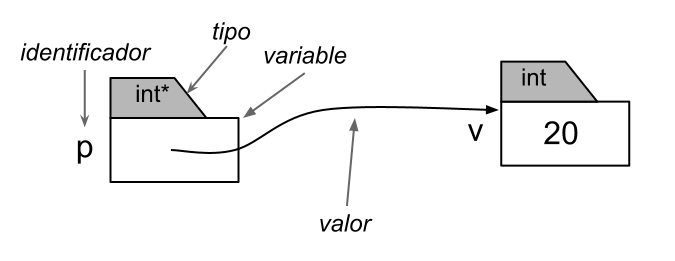 tipo
identificador
variable
int*
int
p
v
20
valor